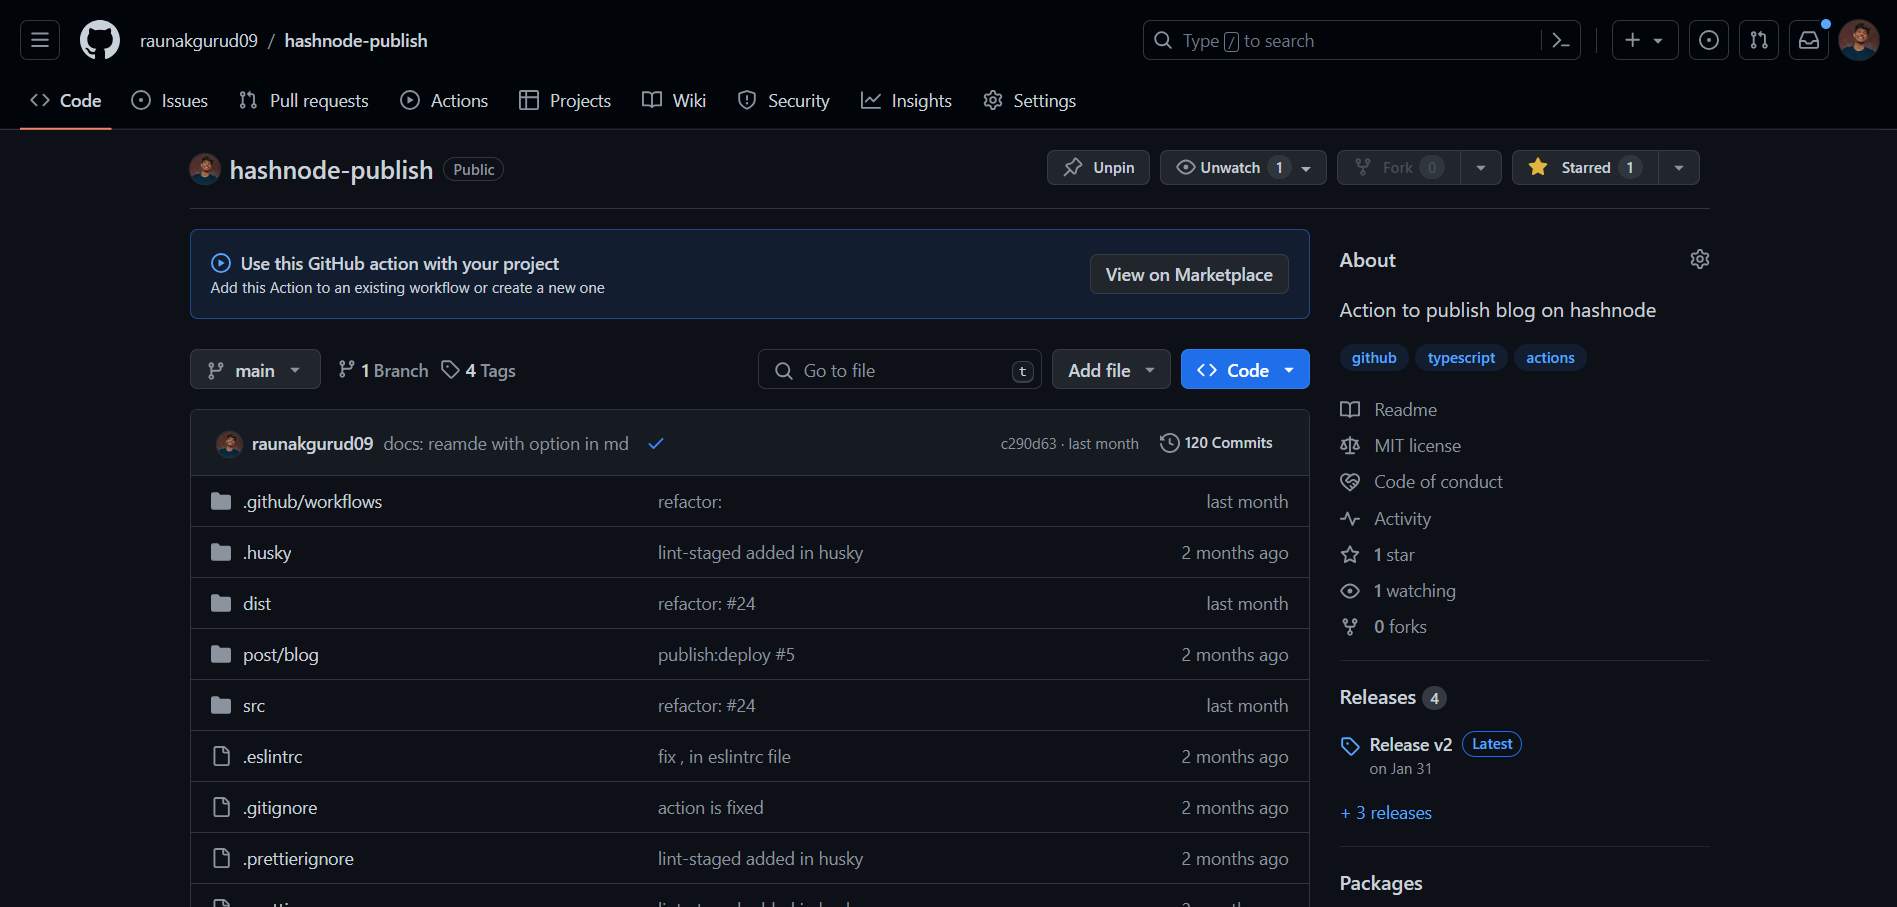 raunakgurud09 / hashnode-publish
Type / to search
Code Issues Pull requests Actions Projects Wiki Security Insights Settings
hashnode-publish Public
Unpin Unwatch 1 Fork 0 Starred 1
Use this GitHub action with your project
Add this Action to an existing workflow or create a new one
View on Marketplace
main 1 Branch 4 Tags
Go to file t Add file Code
raunakgurud09 docs: reamde with option in md c290d63 · last month 120 Commits
.github/workflows refactor: last month
.husky lint-staged added in husky 2 months ago
dist refactor: #24 last month
post/blog publish:deploy #5 2 months ago
src refactor: #24 last month
.eslintrc fix , in eslintrc file 2 months ago
.gitignore action is fixed 2 months ago
.prettierignore lint-staged added in husky 2 months ago
About
Action to publish blog on hashnode
github typescript actions
Readme
MIT license
Code of conduct
Activity
1 star
1 watching
0 forks
Releases 4
Release v2 Latest
on Jan 31
+ 3 releases
Packages